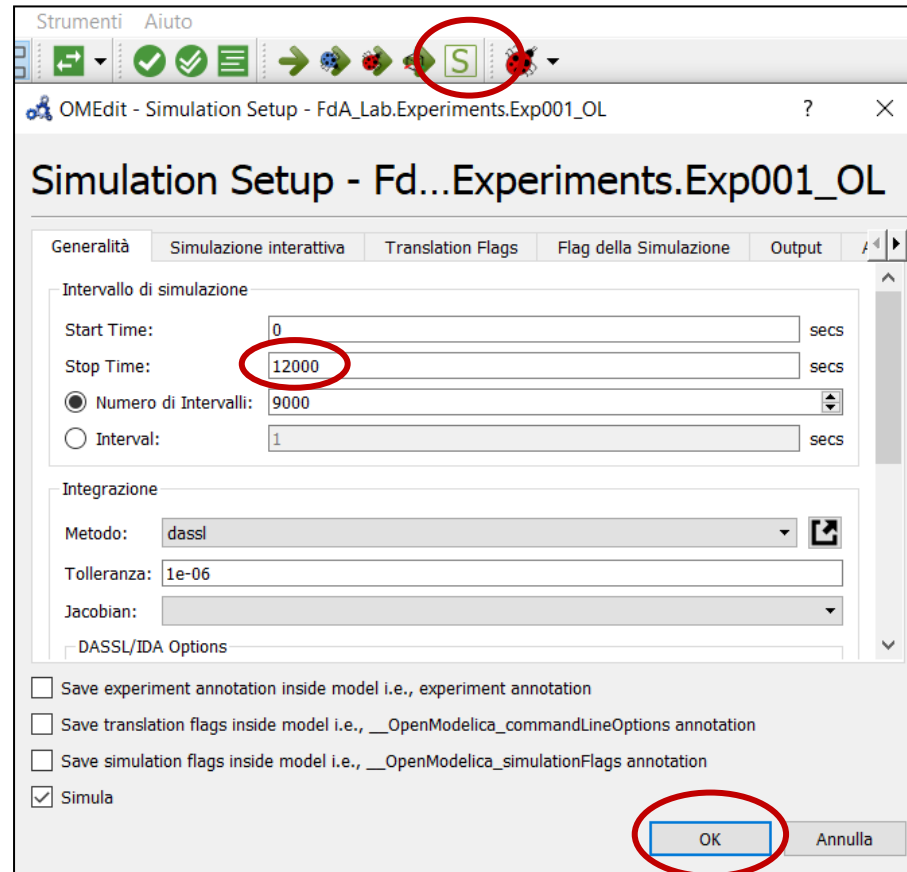 Strumenti Aiuto
S
OMEdit - Simulation Setup - FdA_Lab.Experiments.Exp001_OL ?
Simulation Setup - Fd...Experiments.Exp001_OL
Generalità Simulazione interattiva Translation Flags Flag della Simulazione Output
Intervallo di simulazione
Start Time: 0 secs
Stop Time: 12000 secs
Numero di Intervalli: 9000
Interval: 1 secs
Integrazione
Metodo: dassl
Tolleranza: 1e-06
Jacobian:
DASSL/IDA Options
Save experiment annotation inside model i.e., experiment annotation
Save translation flags inside model i.e., __OpenModelica_commandLineOptions annotation
Save simulation flags inside model i.e., __OpenModelica_simulationFlags annotation
Simula
OK Annulla